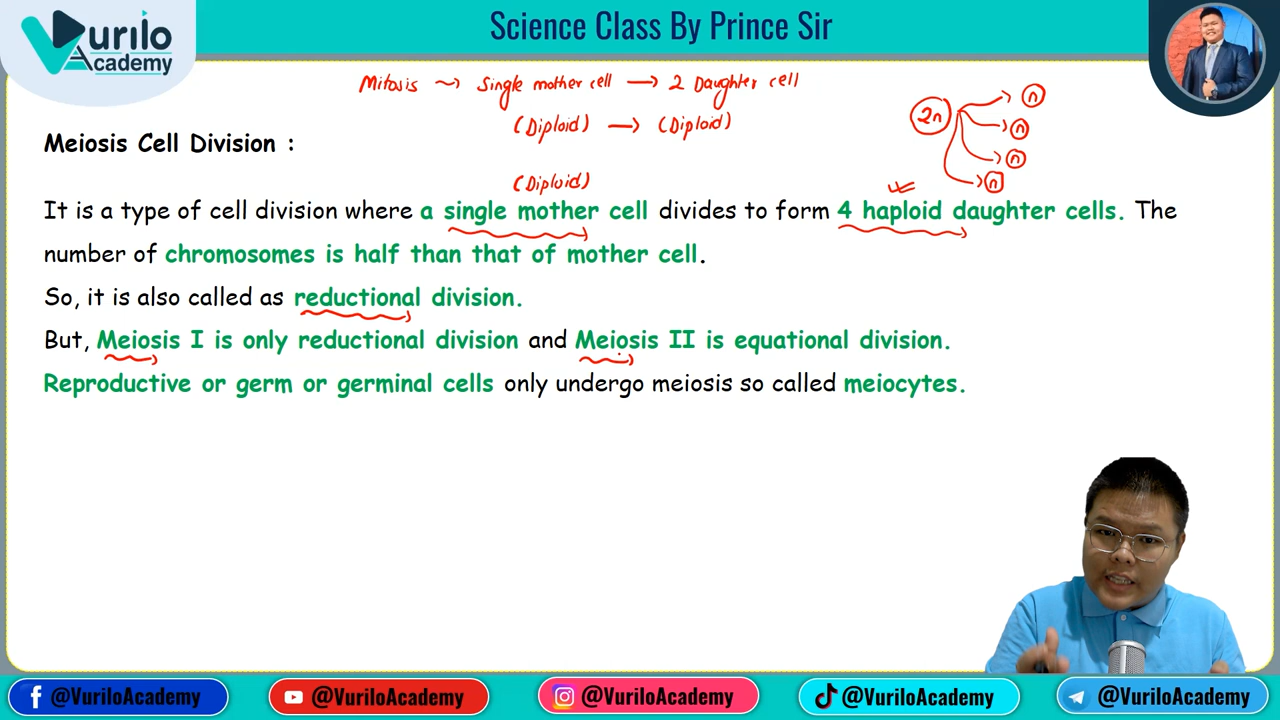 Vurilo
Academy
Science Class By Prince Sir
Mitosis ~> Single mother cell → 2 Daughter cell
(Diploid) → (Diploid)
2n
n
n
n
n
Meiosis Cell Division :
(Diploid)
It is a type of cell division where a single mother cell divides to form 4 haploid daughter cells. The
number of chromosomes is half than that of mother cell.
So, it is also called as reductional division.
But, Meiosis I is only reductional division and Meiosis II is equational division.
Reproductive or germ or germinal cells only undergo meiosis so called meiocytes.
@VuriloAcademy
@VuriloAcademy
@VuriloAcademy
@VuriloAcademy
@VuriloAcademy